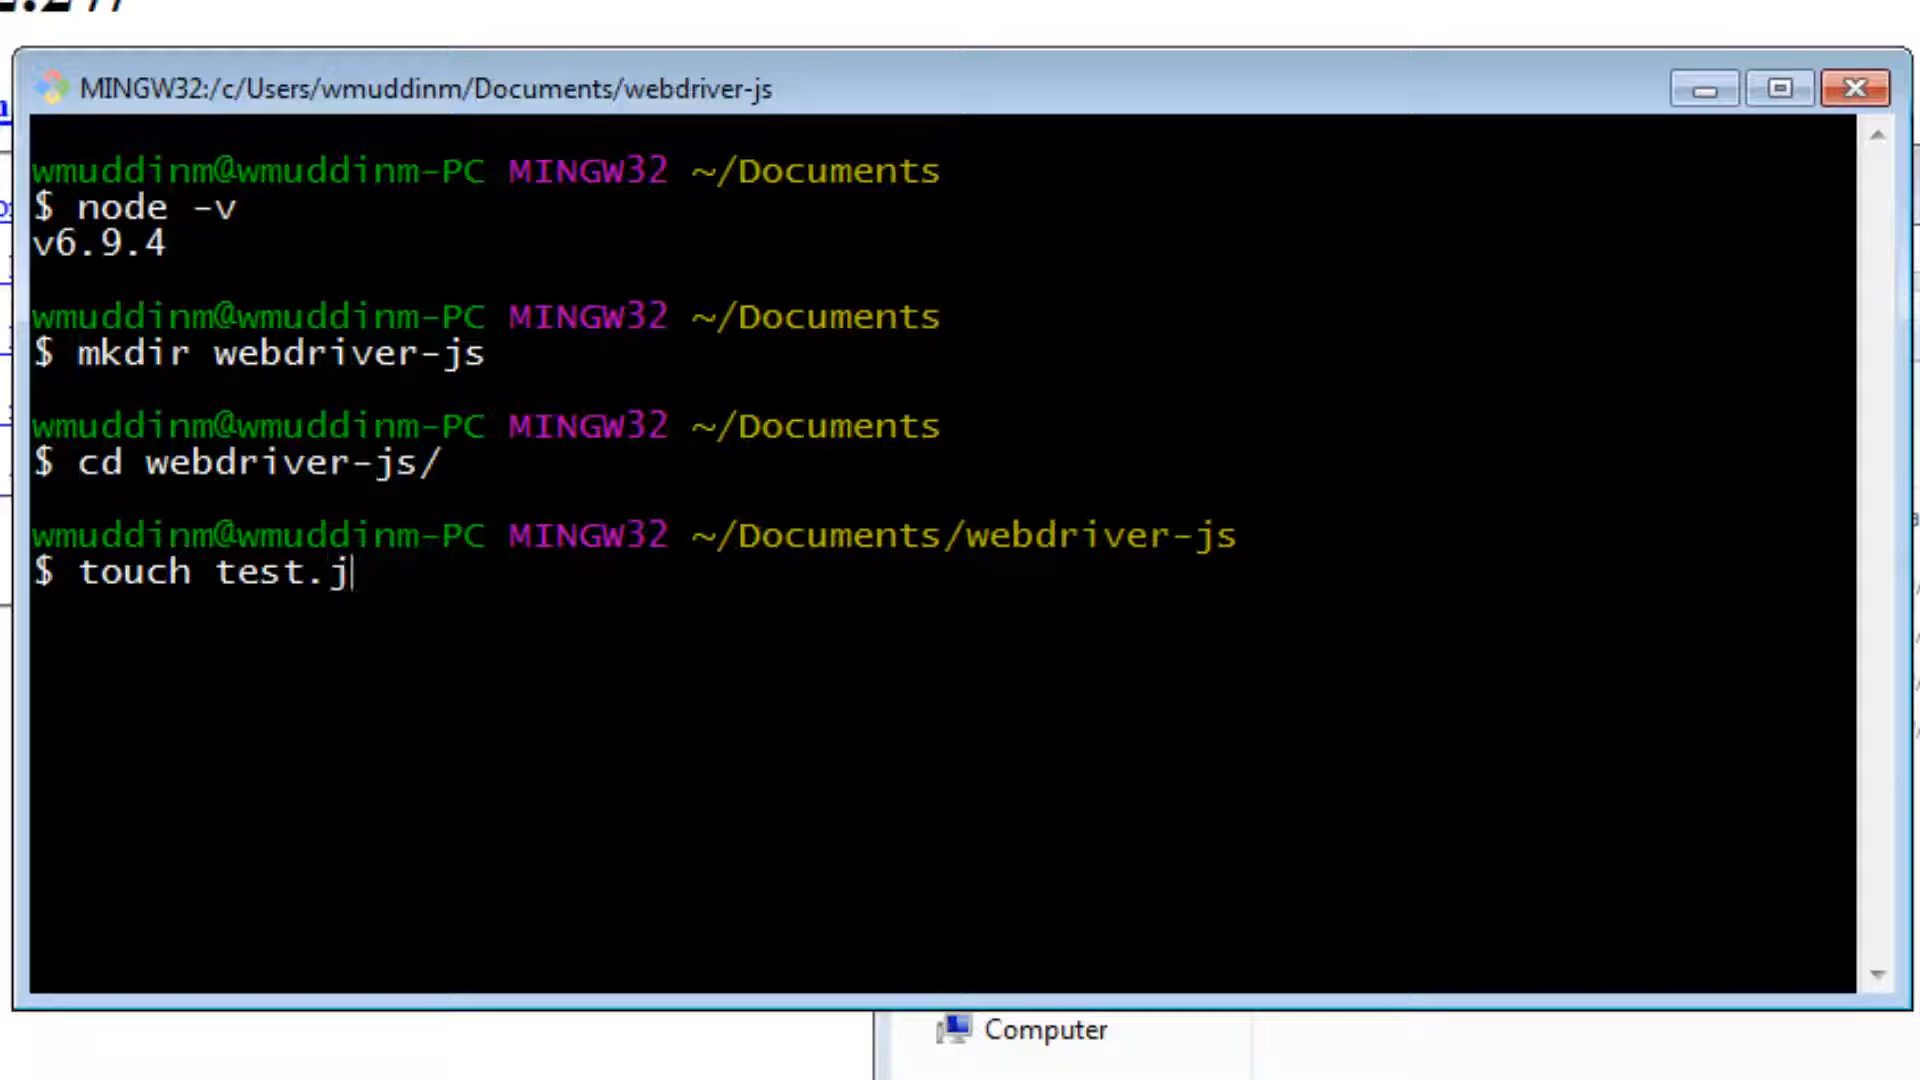 MINGW32:/c/Users/wmuddinm/Documents/webdriver-js
wmuddinm@wmuddinm-PC MINGW32 ~/Documents
$ node -v
v6.9.4
wmuddinm@wmuddinm-PC MINGW32 ~/Documents
$ mkdir webdriver-js
wmuddinm@wmuddinm-PC MINGW32 ~/Documents
$ cd webdriver-js/
wmuddinm@wmuddinm-PC MINGW32 ~/Documents/webdriver-js
$ touch test.j
Computer